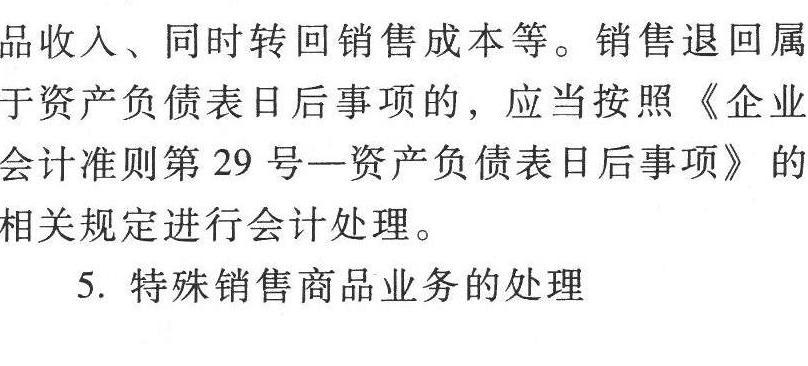 品收入、同时转回销售成本等。销售退回属
于资产负债表日后事项的，应当按照《企业
会计准则第 29 号—资产负债表日后事项》的
相关规定进行会计处理。
5. 特殊销售商品业务的处理